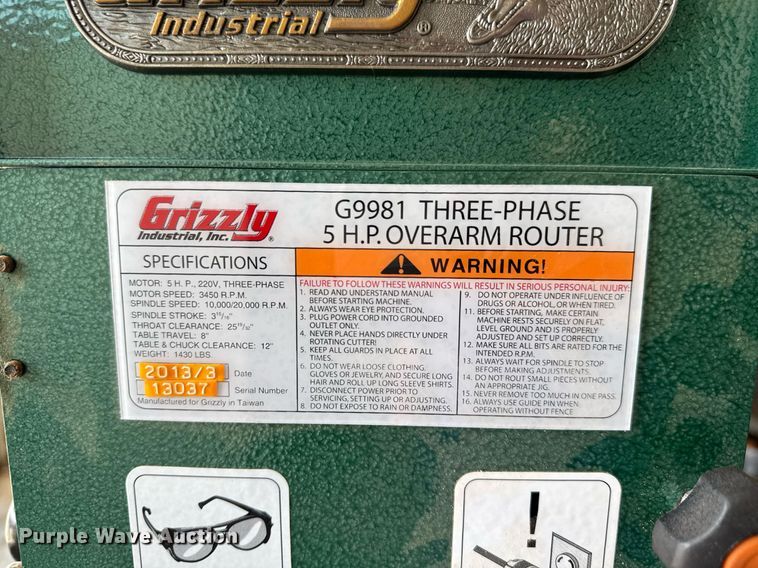 Industrial ®
Grizzly
Industrial, Inc. ®
G9981 THREE-PHASE
5 H.P. OVERARM ROUTER
SPECIFICATIONS
MOTOR: 5 H. P., 220V, THREE-PHASE
MOTOR SPEED: 3450 R.P.M.
SPINDLE SPEED: 10,000/20,000 R.P.M.
SPINDLE STROKE: 3 15/16"
THROAT CLEARANCE: 25 19/32"
TABLE TRAVEL: 8"
TABLE & CHUCK CLEARANCE: 12"
WEIGHT: 1430 LBS.
2013/3 Date
13037 Serial Number
Manufactured for Grizzly in Taiwan
WARNING!
FAILURE TO FOLLOW THESE WARNINGS WILL RESULT IN SERIOUS PERSONAL INJURY:
1. READ AND UNDERSTAND MANUAL
BEFORE STARTING MACHINE.
2. ALWAYS WEAR EYE PROTECTION.
3. PLUG POWER CORD INTO GROUNDED
OUTLET ONLY.
4. NEVER PLACE HANDS DIRECTLY UNDER
ROTATING CUTTER!
5. KEEP ALL GUARDS IN PLACE AT ALL
TIMES.
6. DO NOT WEAR LOOSE CLOTHING,
GLOVES OR JEWELRY, AND SECURE LONG
HAIR AND ROLL UP LONG SLEEVE SHIRTS.
7. DISCONNECT POWER PRIOR TO
SERVICING, SETTING UP OR ADJUSTING.
8. DO NOT EXPOSE TO RAIN OR DAMPNESS.
9. DO NOT OPERATE UNDER INFLUENCE OF
DRUGS OR ALCOHOL, OR WHEN TIRED.
11. BEFORE STARTING, MAKE CERTAIN
MACHINE RESTS SECURELY ON FLAT,
LEVEL GROUND AND IS PROPERLY
ADJUSTED AND SET UP CORRECTLY.
12. MAKE SURE ALL BITS ARE RATED FOR THE
INTENDED R.P.M.
13. ALWAYS WAIT FOR SPINDLE TO STOP
BEFORE MAKING ADJUSTMENTS.
14. DO NOT ROUT SMALL PIECES WITHOUT
AN APPROPRIATE JIG.
15. NEVER REMOVE TOO MUCH IN ONE PASS.
16. ALWAYS USE GUIDE PIN WHEN
OPERATING WITHOUT FENCE
!
Purple Wave Auction